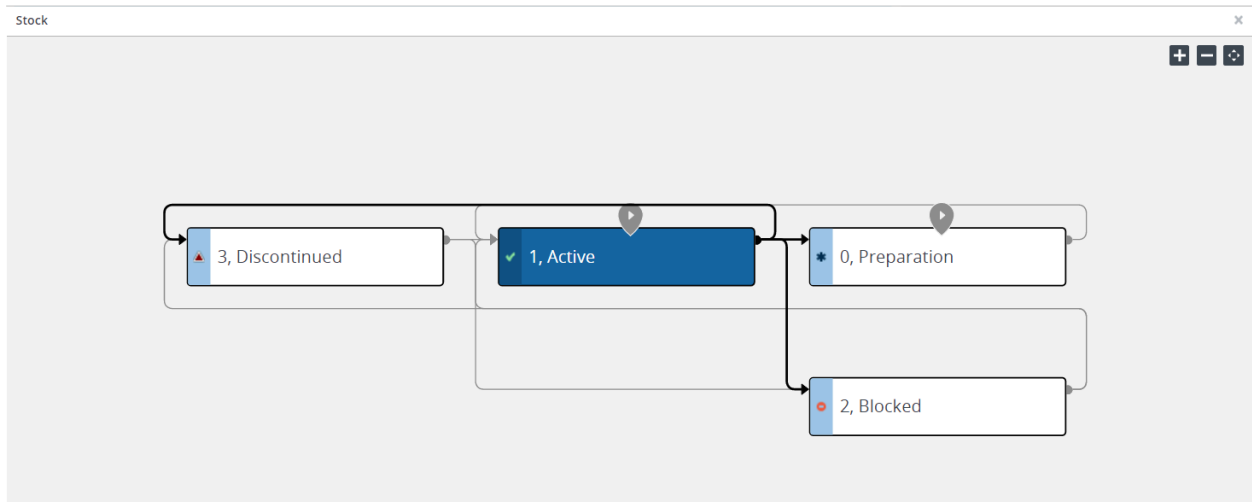 Stock
3, Discontinued
1, Active
0, Preparation
2, Blocked